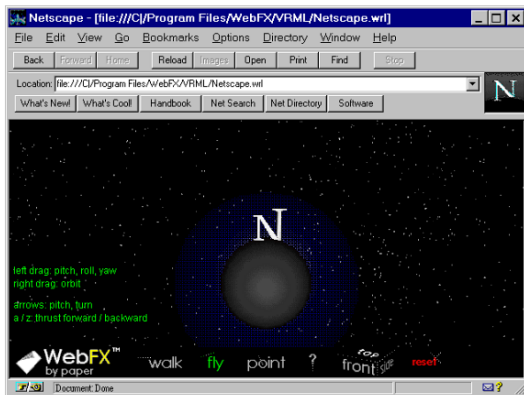 Netscape - [file:///C|/Program Files/WebFX/VRML/Netscape.wrl]
File Edit View Go Bookmarks Options Directory Window Help
Back Forward Home Reload Images Open Print Find Stop
Location: file:///C|/Program Files/WebFX/VRML/Netscape.wrl
N
What's New! What's Cool! Handbook Net Search Net Directory Software
N
left drag: pitch, roll, yaw
right drag: orbit
arrows: pitch, turn
a / z: thrust forward / backward
WebFX™
by paper
walk fly point ? front top side reset
Document: Done